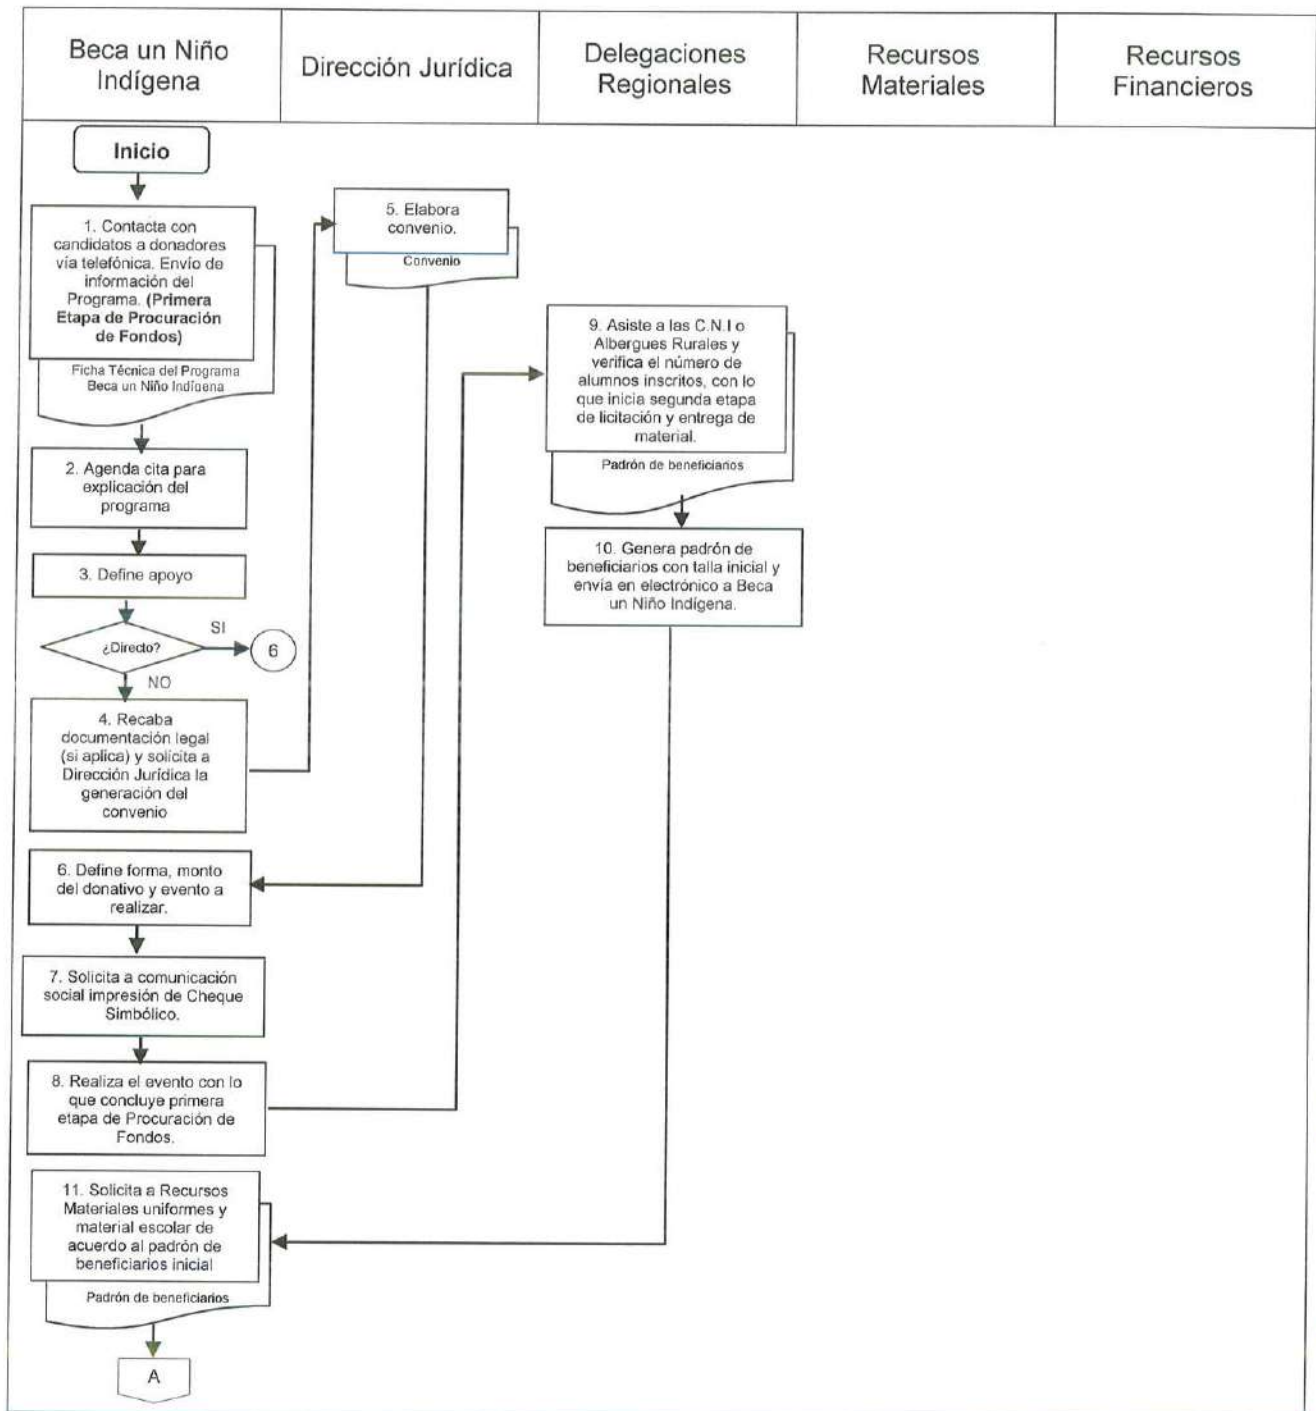 Beca un Niño
Indígena
Dirección Jurídica
Delegaciones
Regionales
Recursos
Materiales
Recursos
Financieros
Inicio
1. Contacta con
candidatos a donadores
vía telefónica. Envío de
información del
Programa. (Primera
Etapa de Procuración
de Fondos)
Ficha Técnica del Programa
Beca un Niño Indígena
2. Agenda cita para
explicación del
programa
3. Define apoyo
¿Directo?
SI
6
NO
4. Recaba
documentación legal
(si aplica) y solicita a
Dirección Jurídica la
generación del
convenio
5. Elabora
convenio.
Convenio
6. Define forma, monto
del donativo y evento a
realizar.
7. Solicita a comunicación
social impresión de Cheque
Simbólico.
8. Realiza el evento con lo
que concluye primera
etapa de Procuración de
Fondos.
9. Asiste a las C.N.I o
Albergues Rurales y
verifica el número de
alumnos inscritos, con lo
que inicia segunda etapa
de licitación y entrega de
material.
Padrón de beneficiarios
10. Genera padrón de
beneficiarios con talla inicial y
envía en electrónico a Beca
un Niño Indígena.
11. Solicita a Recursos
Materiales uniformes y
material escolar de
acuerdo al padrón de
beneficiarios inicial
Padrón de beneficiarios
A